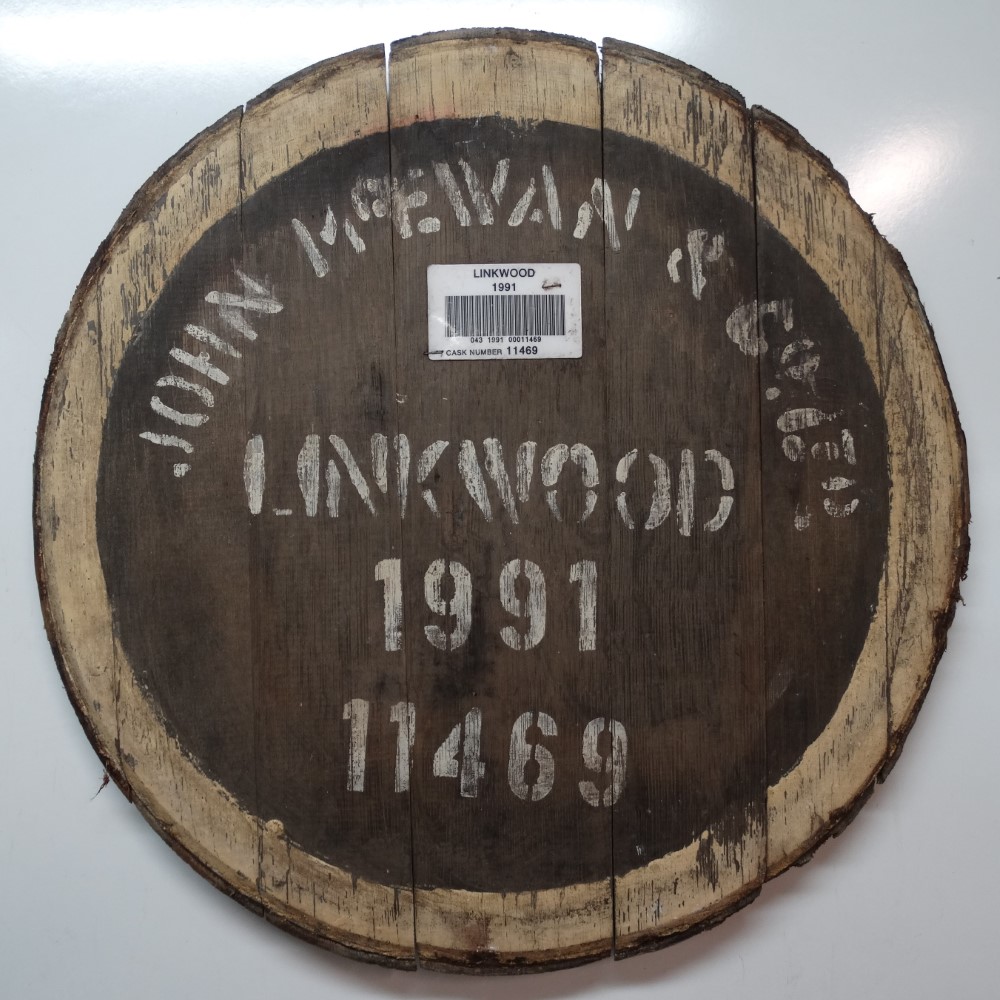 JOHN McEWAN & CO. LTD.
LINKWOOD
1991
043 1991 00011469
CASK NUMBER 11469
LINKWOOD
1991
11469